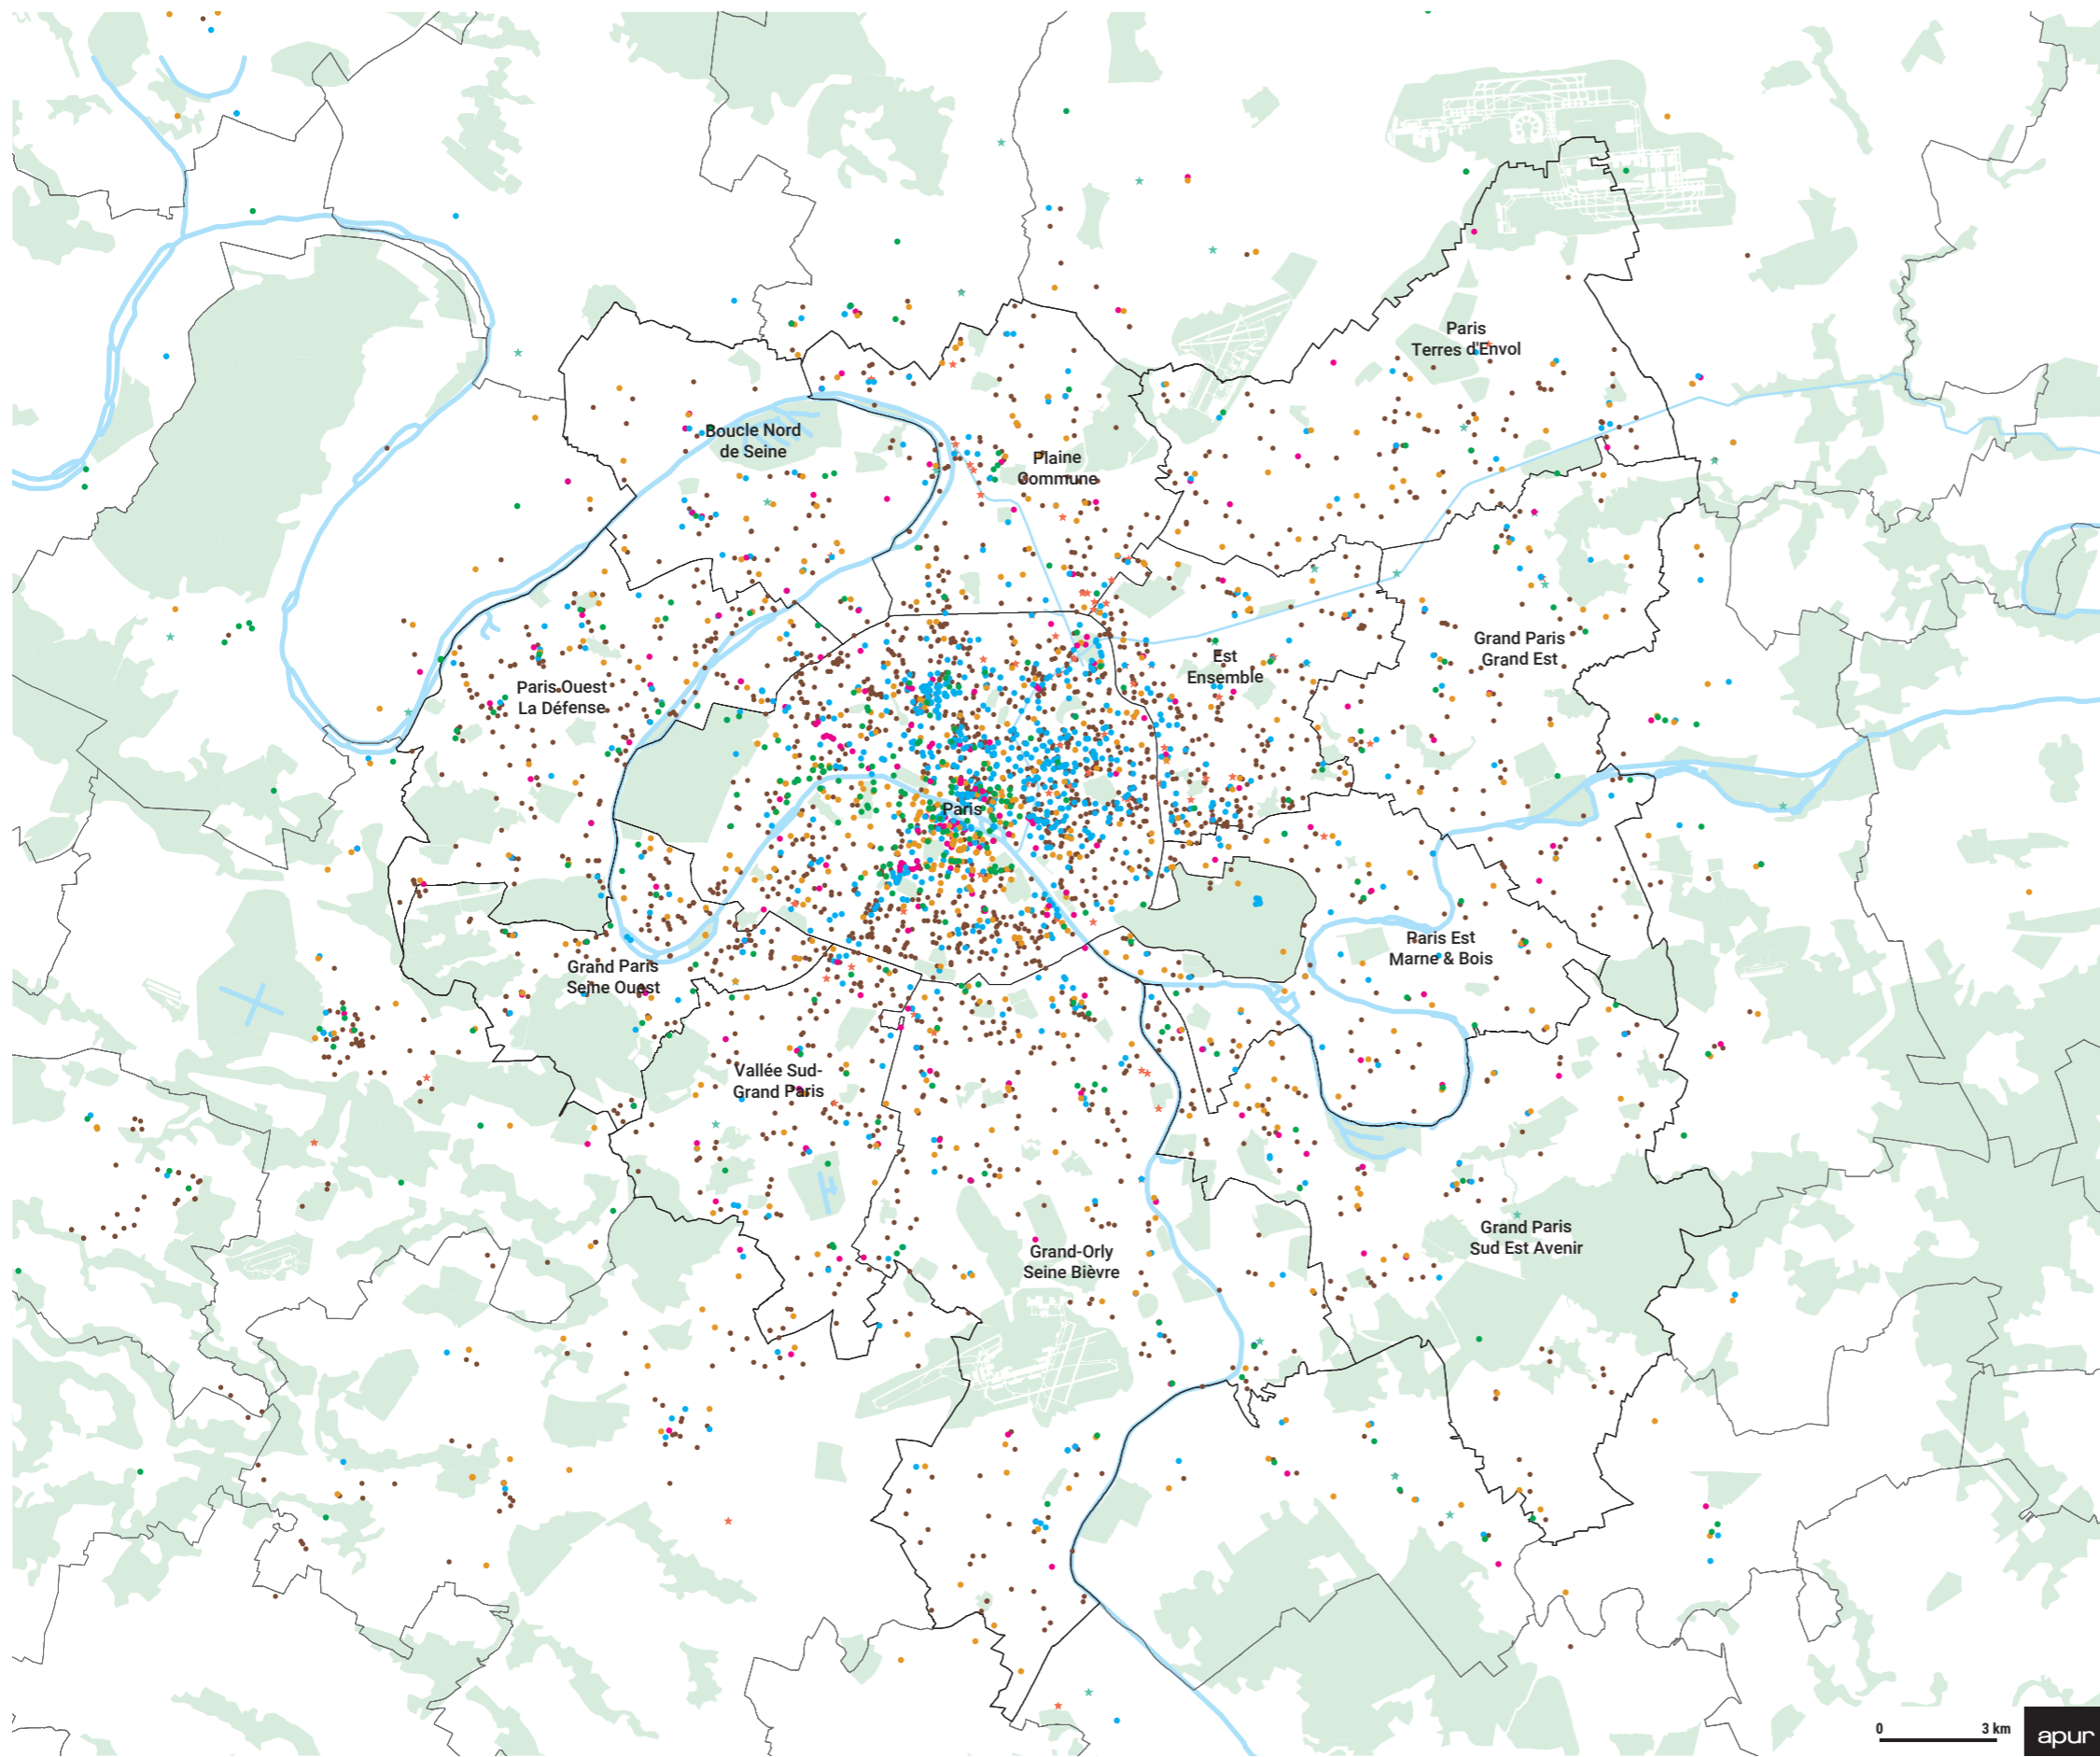 Paris
Terres d'Envol
Boucle Nord
de Seine
Plaine
Commune
Grand Paris
Grand Est
Est
Ensemble
Paris Ouest
La Défense
Paris
Paris Est
Marne & Bois
Grand Paris
Seine Ouest
Vallée Sud-
Grand Paris
Grand Paris
Sud Est Avenir
Grand-Orly
Seine Bièvre
0 3 km
apur